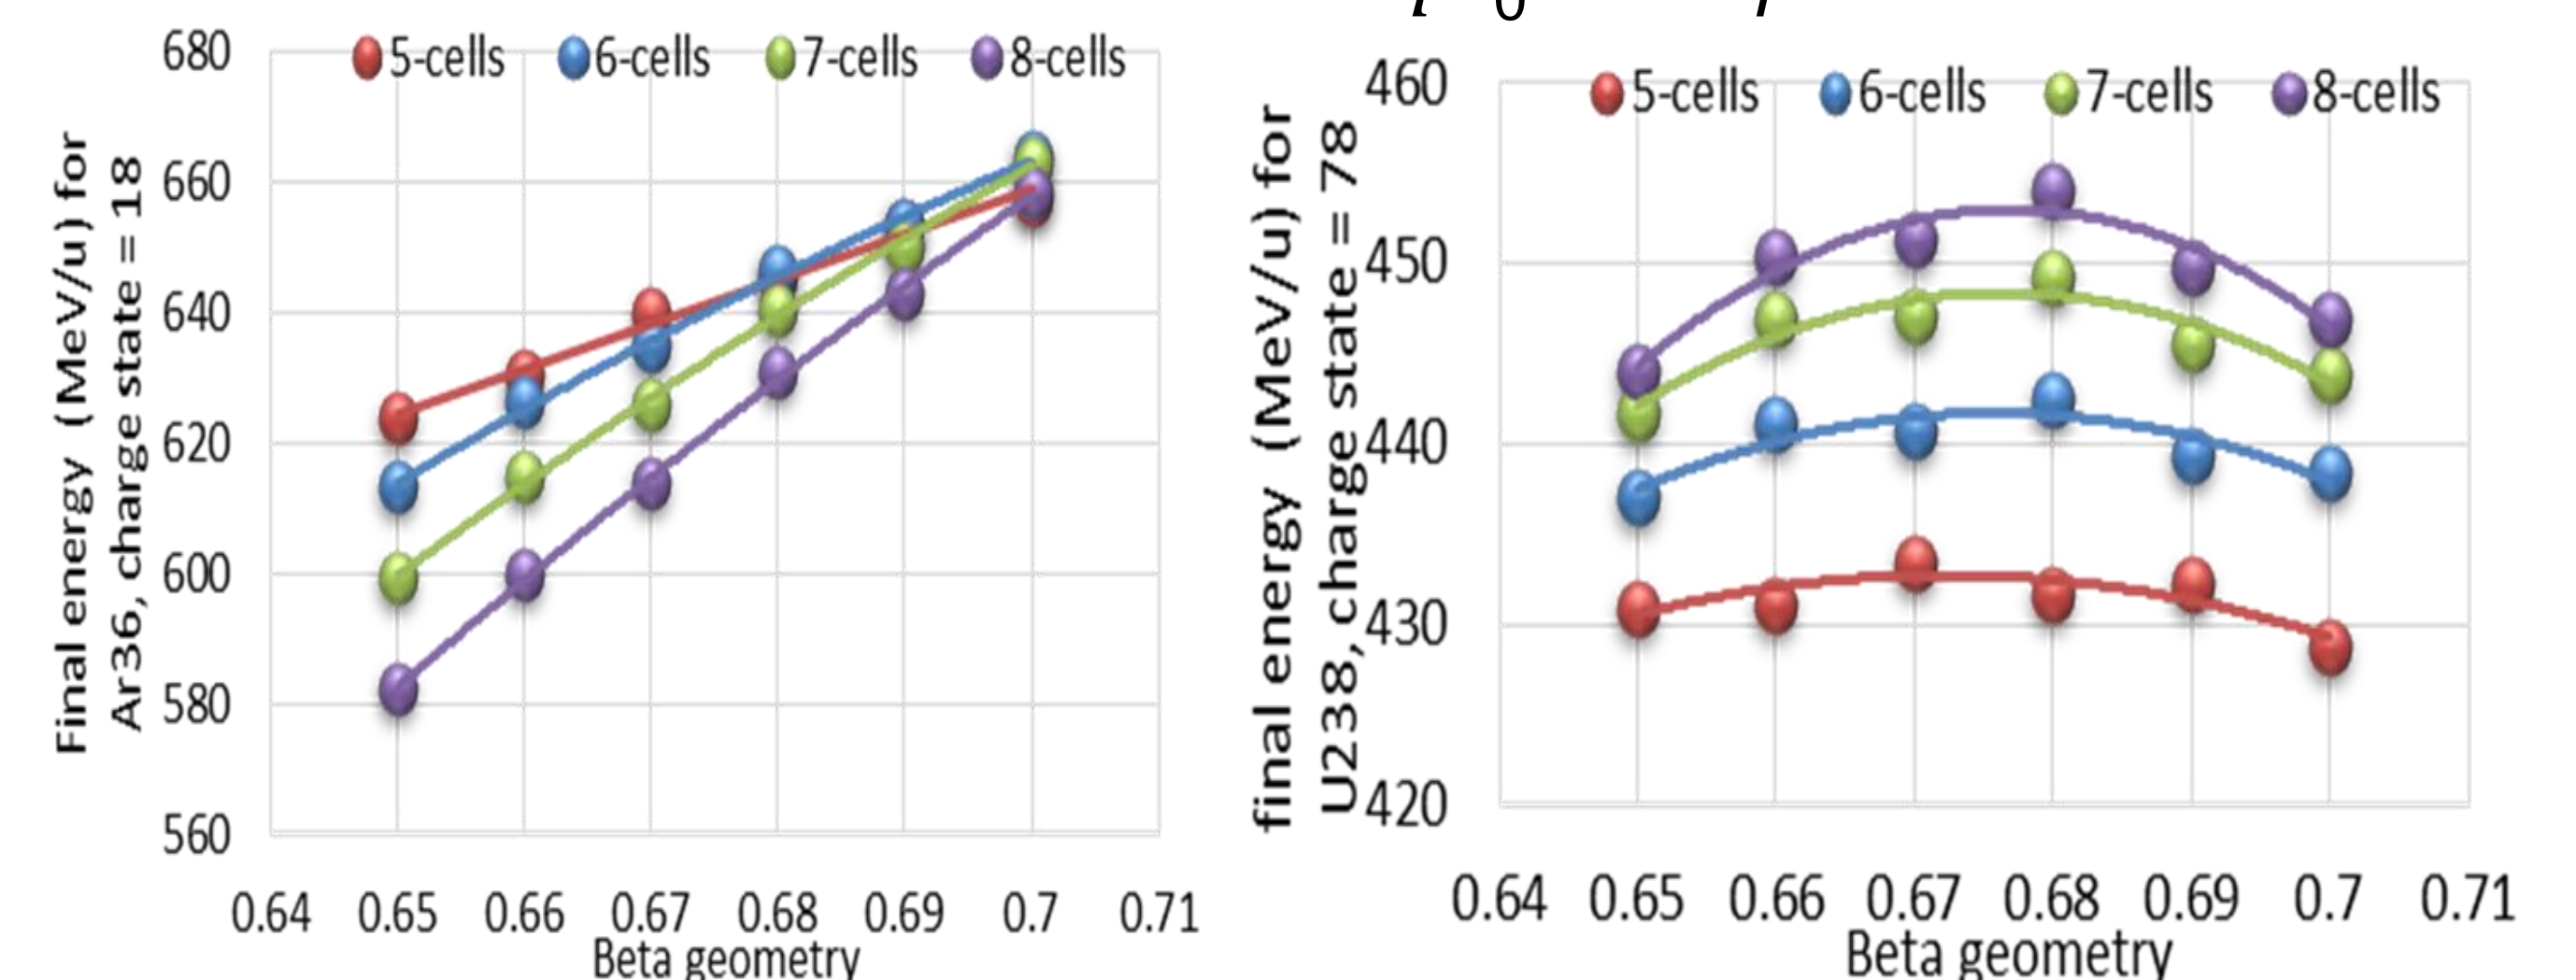 Final energy (MeV/u) for
Ar36, charge state = 18
680
660
640
620
600
580
560
5-cells 6-cells 7-cells 8-cells
0.64 0.65 0.66 0.67 0.68 0.69 0.7 0.71
Beta geometry
final energy (MeV/u) for
U238, charge state = 78
460
450
440
430
420
5-cells 6-cells 7-cells 8-cells
0.64 0.65 0.66 0.67 0.68 0.69 0.7 0.71
Beta geometry